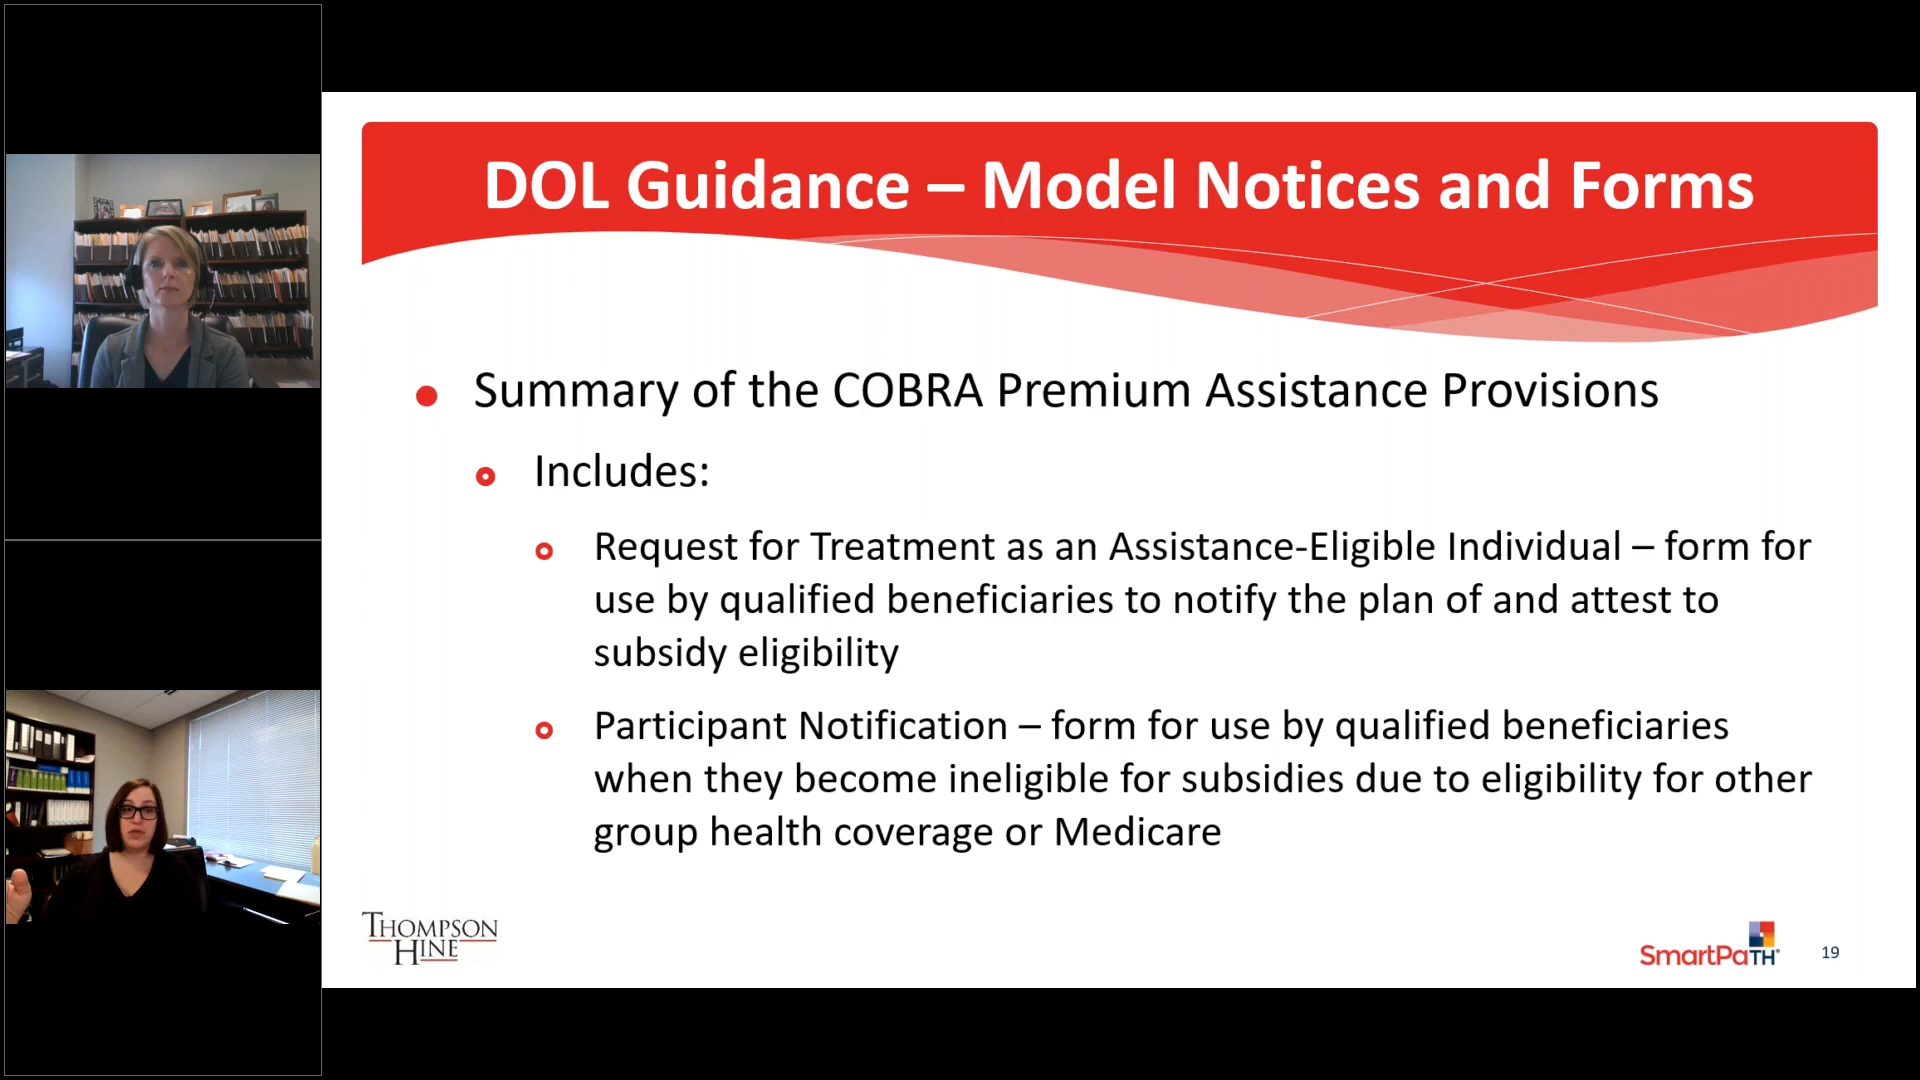 DOL Guidance – Model Notices and Forms
Summary of the COBRA Premium Assistance Provisions
Includes:
Request for Treatment as an Assistance-Eligible Individual – form for
use by qualified beneficiaries to notify the plan of and attest to
subsidy eligibility
Participant Notification – form for use by qualified beneficiaries
when they become ineligible for subsidies due to eligibility for other
group health coverage or Medicare
THOMPSON
HINE
SmartPaTH
19